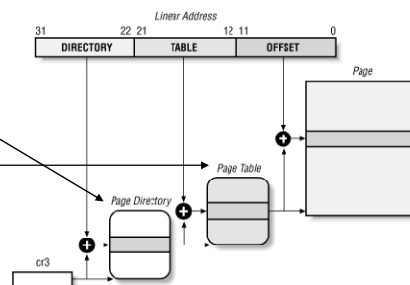 Linear Address
31 22 21 12 11 0
DIRECTORY TABLE OFFSET
Page
Page Table
Page Directory
cr3